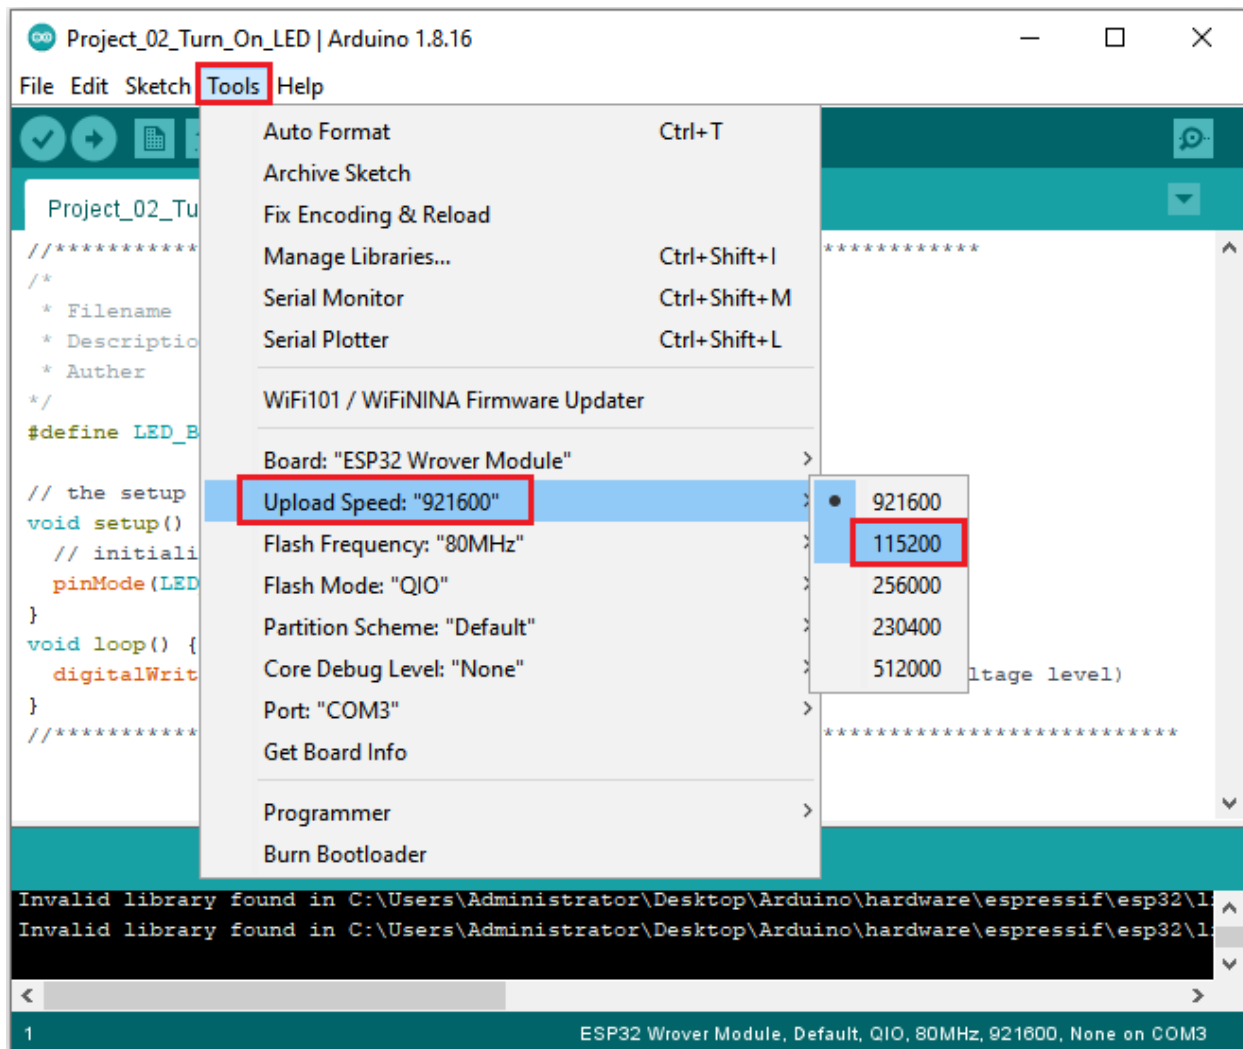 Project_02_Turn_On_LED | Arduino 1.8.16
File Edit Sketch Tools Help
Auto Format Ctrl+T
Archive Sketch
Project_02_Tu
Fix Encoding & Reload
//***********
Manage Libraries... Ctrl+Shift+I
************
/*
Serial Monitor Ctrl+Shift+M
* Filename
Serial Plotter Ctrl+Shift+L
* Descriptio
* Auther
*/
WiFi101 / WiFiNINA Firmware Updater
#define LED_B
Board: "ESP32 Wrover Module"
// the setup
Upload Speed: "921600"
921600
void setup()
Flash Frequency: "80MHz"
115200
// initiali
pinMode(LED
Flash Mode: "QIO"
256000
}
Partition Scheme: "Default"
230400
void loop() {
Core Debug Level: "None"
512000
digitalWrit
ltage level)
}
Port: "COM3"
//***********
***************************
Get Board Info
Programmer
Burn Bootloader
Invalid library found in C:\Users\Administrator\Desktop\Arduino\hardware\espressif\esp32\l
Invalid library found in C:\Users\Administrator\Desktop\Arduino\hardware\espressif\esp32\l
1 ESP32 Wrover Module, Default, QIO, 80MHz, 921600, None on COM3